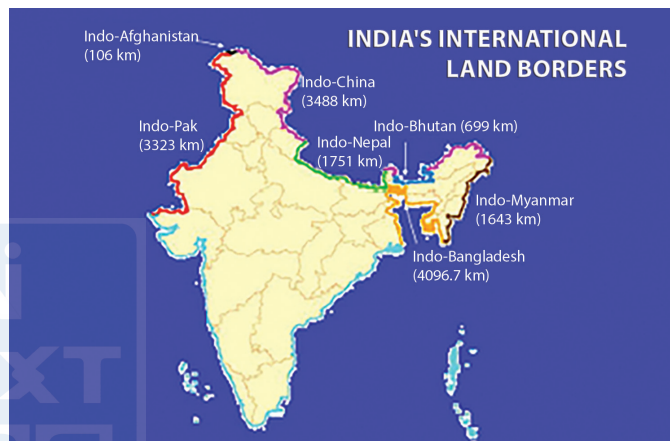 INDIA'S INTERNATIONAL
LAND BORDERS
Indo-Afghanistan
(106 km)
Indo-China
(3488 km)
Indo-Pak
(3323 km)
Indo-Bhutan (699 km)
Indo-Nepal
(1751 km)
Indo-Myanmar
(1643 km)
Indo-Bangladesh
(4096.7 km)